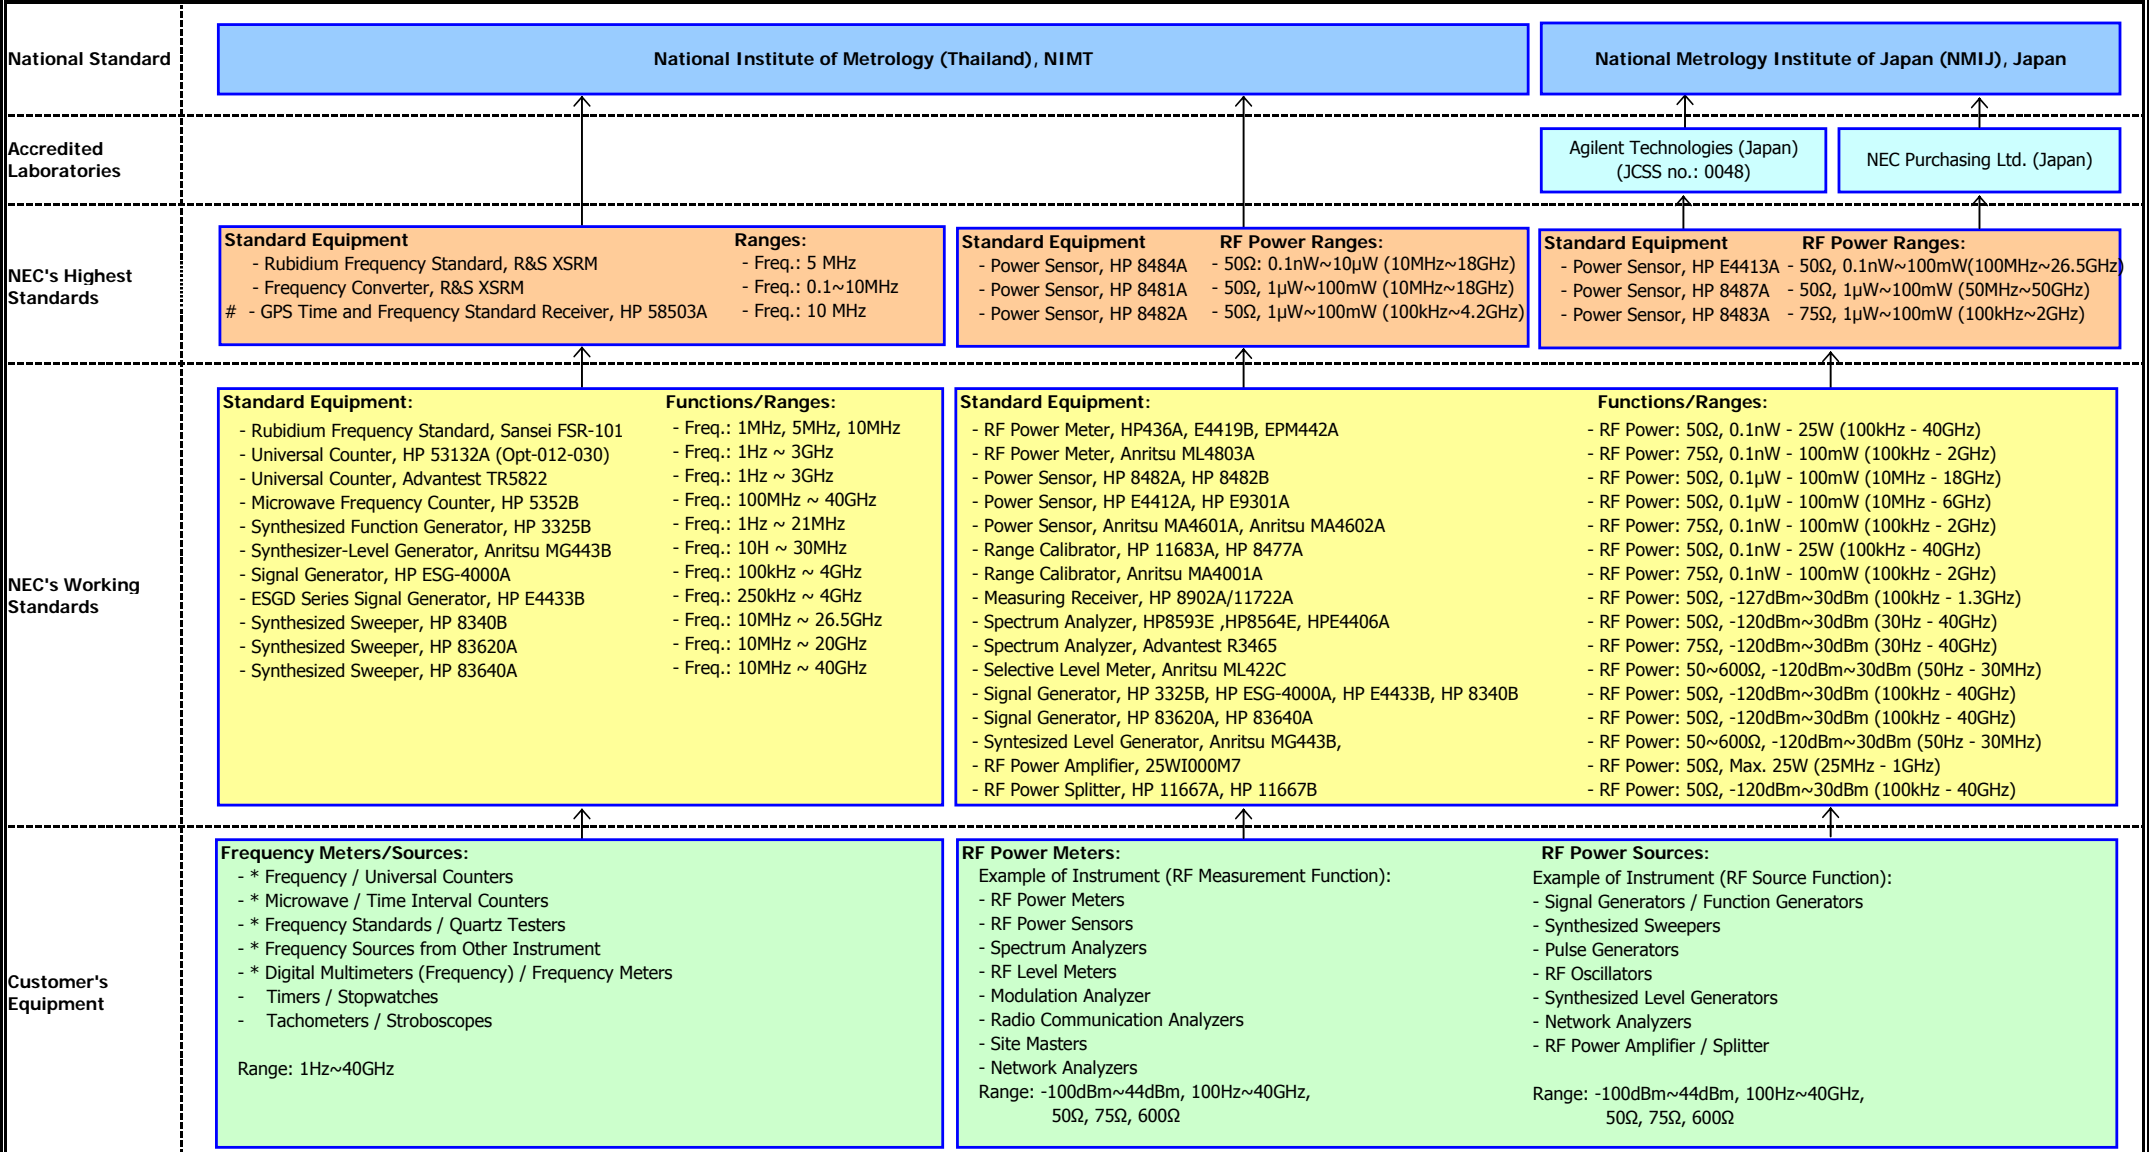 National Standard
National Institute of Metrology (Thailand), NIMT
National Metrology Institute of Japan (NMIJ), Japan
Accredited
Laboratories
Agilent Technologies (Japan)
(JCSS no.: 0048)
NEC Purchasing Ltd. (Japan)
NEC's Highest
Standards
Standard Equipment Ranges:
- Rubidium Frequency Standard, R&S XSRM - Freq.: 5 MHz
- Frequency Converter, R&S XSRM - Freq.: 0.1~10MHz
# - GPS Time and Frequency Standard Receiver, HP 58503A - Freq.: 10 MHz
Standard Equipment RF Power Ranges:
- Power Sensor, HP 8484A - 50Ω: 0.1nW~10µW (10MHz~18GHz)
- Power Sensor, HP 8481A - 50Ω, 1µW~100mW (10MHz~18GHz)
- Power Sensor, HP 8482A - 50Ω, 1µW~100mW (100kHz~4.2GHz)
Standard Equipment RF Power Ranges:
- Power Sensor, HP E4413A - 50Ω, 0.1nW~100mW(100MHz~26.5GHz)
- Power Sensor, HP 8487A - 50Ω, 1µW~100mW (50MHz~50GHz)
- Power Sensor, HP 8483A - 75Ω, 1µW~100mW (100kHz~2GHz)
NEC's Working
Standards
Standard Equipment: Functions/Ranges:
- Rubidium Frequency Standard, Sansei FSR-101 - Freq.: 1MHz, 5MHz, 10MHz
- Universal Counter, HP 53132A (Opt-012-030) - Freq.: 1Hz ~ 3GHz
- Universal Counter, Advantest TR5822 - Freq.: 1Hz ~ 3GHz
- Microwave Frequency Counter, HP 5352B - Freq.: 100MHz ~ 40GHz
- Synthesized Function Generator, HP 3325B - Freq.: 1Hz ~ 21MHz
- Synthesizer-Level Generator, Anritsu MG443B - Freq.: 10H ~ 30MHz
- Signal Generator, HP ESG-4000A - Freq.: 100kHz ~ 4GHz
- ESGD Series Signal Generator, HP E4433B - Freq.: 250kHz ~ 4GHz
- Synthesized Sweeper, HP 8340B - Freq.: 10MHz ~ 26.5GHz
- Synthesized Sweeper, HP 83620A - Freq.: 10MHz ~ 20GHz
- Synthesized Sweeper, HP 83640A - Freq.: 10MHz ~ 40GHz
Standard Equipment: Functions/Ranges:
- RF Power Meter, HP436A, E4419B, EPM442A - RF Power: 50Ω, 0.1nW - 25W (100kHz - 40GHz)
- RF Power Meter, Anritsu ML4803A - RF Power: 75Ω, 0.1nW - 100mW (100kHz - 2GHz)
- Power Sensor, HP 8482A, HP 8482B - RF Power: 50Ω, 0.1µW - 100mW (10MHz - 18GHz)
- Power Sensor, HP E4412A, HP E9301A - RF Power: 50Ω, 0.1µW - 100mW (10MHz - 6GHz)
- Power Sensor, Anritsu MA4601A, Anritsu MA4602A - RF Power: 75Ω, 0.1nW - 100mW (100kHz - 2GHz)
- Range Calibrator, HP 11683A, HP 8477A - RF Power: 50Ω, 0.1nW - 25W (100kHz - 40GHz)
- Range Calibrator, Anritsu MA4001A - RF Power: 75Ω, 0.1nW - 100mW (100kHz - 2GHz)
- Measuring Receiver, HP 8902A/11722A - RF Power: 50Ω, -127dBm~30dBm (100kHz - 1.3GHz)
- Spectrum Analyzer, HP8593E ,HP8564E, HPE4406A - RF Power: 50Ω, -120dBm~30dBm (30Hz - 40GHz)
- Spectrum Analyzer, Advantest R3465 - RF Power: 75Ω, -120dBm~30dBm (30Hz - 40GHz)
- Selective Level Meter, Anritsu ML422C - RF Power: 50~600Ω, -120dBm~30dBm (50Hz - 30MHz)
- Signal Generator, HP 3325B, HP ESG-4000A, HP E4433B, HP 8340B - RF Power: 50Ω, -120dBm~30dBm (100kHz - 40GHz)
- Signal Generator, HP 83620A, HP 83640A - RF Power: 50Ω, -120dBm~30dBm (100kHz - 40GHz)
- Syntesized Level Generator, Anritsu MG443B, - RF Power: 50~600Ω, -120dBm~30dBm (50Hz - 30MHz)
- RF Power Amplifier, 25WI000M7 - RF Power: 50Ω, Max. 25W (25MHz - 1GHz)
- RF Power Splitter, HP 11667A, HP 11667B - RF Power: 50Ω, -120dBm~30dBm (100kHz - 40GHz)
Customer's
Equipment
Frequency Meters/Sources:
- * Frequency / Universal Counters
- * Microwave / Time Interval Counters
- * Frequency Standards / Quartz Testers
- * Frequency Sources from Other Instrument
- * Digital Multimeters (Frequency) / Frequency Meters
- Timers / Stopwatches
- Tachometers / Stroboscopes
Range: 1Hz~40GHz
RF Power Meters:
Example of Instrument (RF Measurement Function):
- RF Power Meters
- RF Power Sensors
- Spectrum Analyzers
- RF Level Meters
- Modulation Analyzer
- Radio Communication Analyzers
- Site Masters
- Network Analyzers
Range: -100dBm~44dBm, 100Hz~40GHz,
50Ω, 75Ω, 600Ω
RF Power Sources:
Example of Instrument (RF Source Function):
- Signal Generators / Function Generators
- Synthesized Sweepers
- Pulse Generators
- RF Oscillators
- Synthesized Level Generators
- Network Analyzers
- RF Power Amplifier / Splitter
Range: -100dBm~44dBm, 100Hz~40GHz,
50Ω, 75Ω, 600Ω